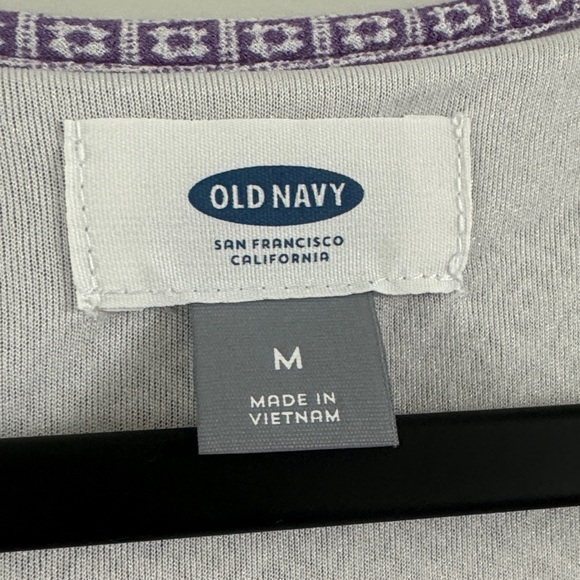 OLD NAVY
SAN FRANCISCO
CALIFORNIA
M
MADE IN
VIETNAM